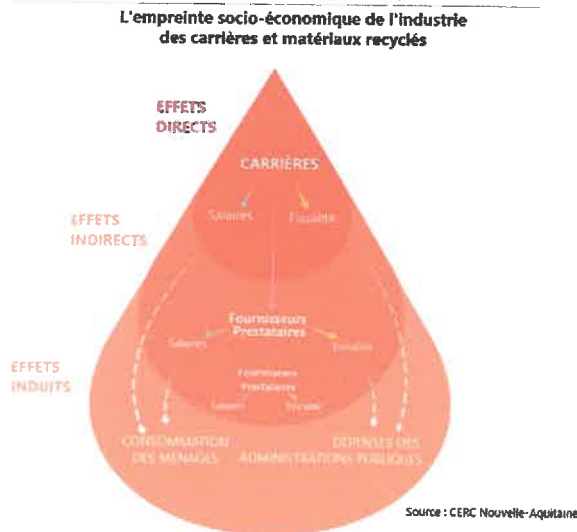 L'empreinte socio-économique de l'industrie
des carrières et matériaux recyclés
EFFETS
DIRECTS
CARRIÈRES
Salaires Fiscalité
EFFETS
INDIRECTS
Fournisseurs
Prestataires
Salaires Fiscalité
EFFETS
INDUITS
Fournisseurs
Prestataires
Salaires Fiscalité
CONSOMMATION
DES MÉNAGES
DÉPENSES DES
ADMINISTRATIONS PUBLIQUES
Source : CERC Nouvelle-Aquitaine